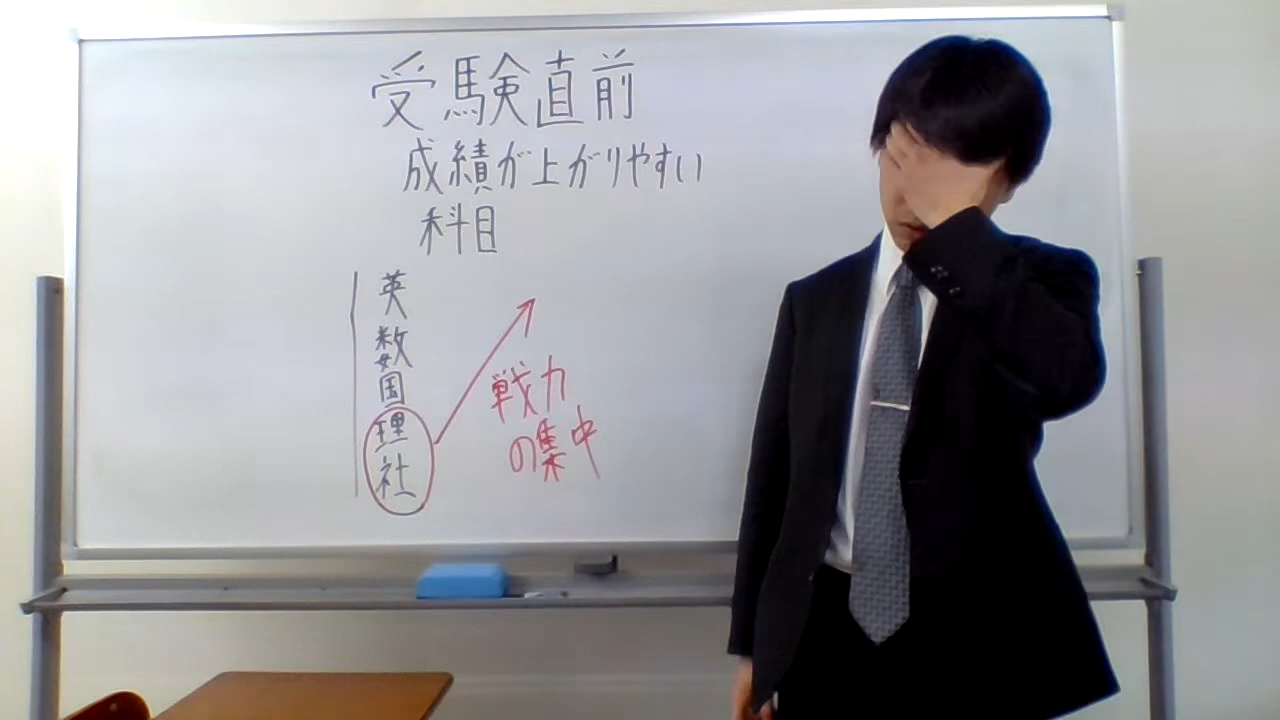 受験直前
成績が上がりやすい
科目
英
数
国
理
社
戦力
の集中